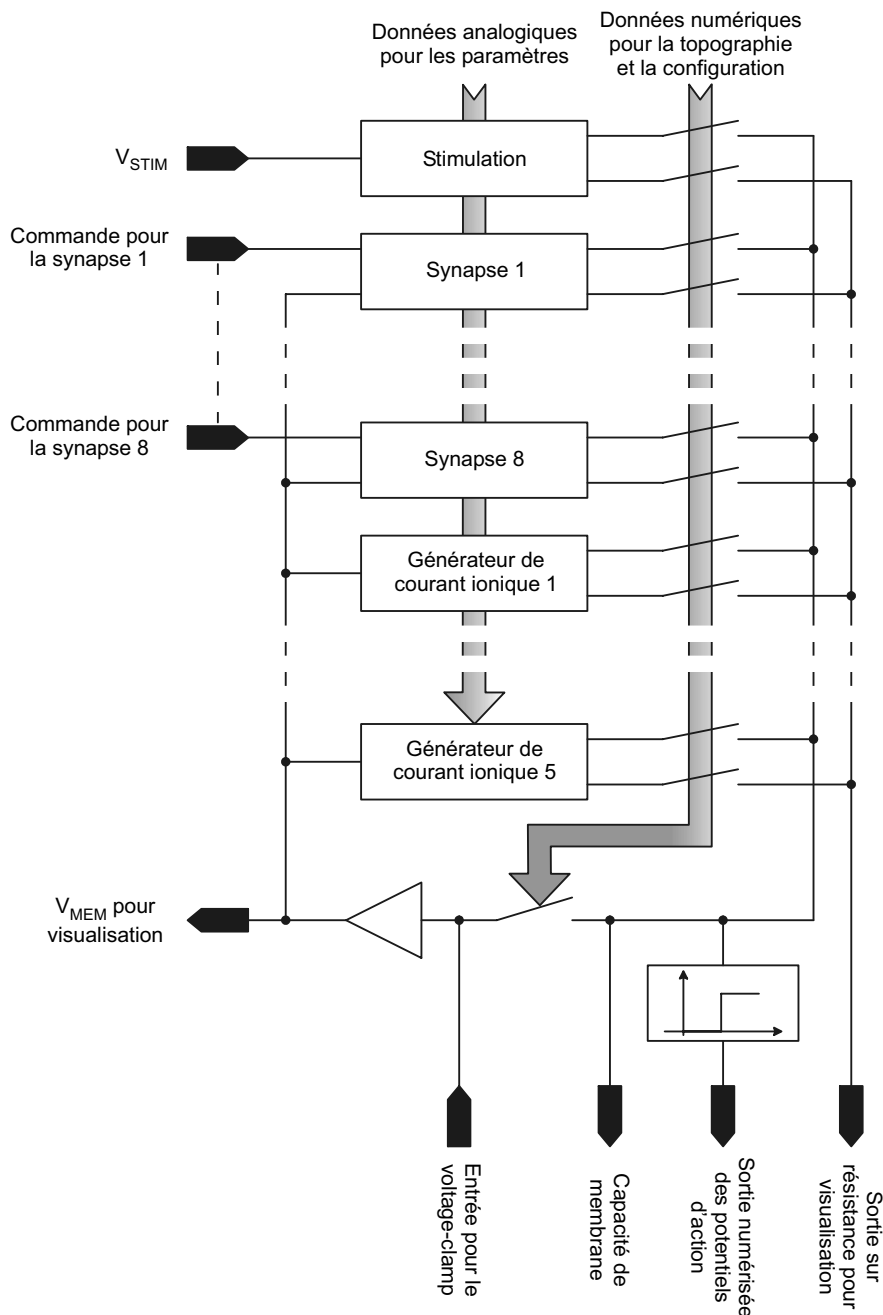 Données analogiques
pour les paramètres
Données numériques
pour la topographie
et la configuration
V_STIM
Stimulation
Commande pour
la synapse 1
Synapse 1
Commande pour
la synapse 8
Synapse 8
Générateur de
courant ionique 1
Générateur de
courant ionique 5
V_MEM pour
visualisation
Entrée pour le
voltage-clamp
Capacité de
membrane
Sortie numérisée
des potentiels
d'action
Sortie sur
résistance pour
visualisation